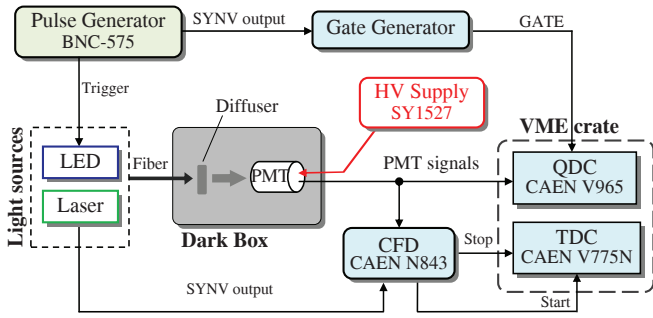 Pulse Generator
BNC-575
SYNV output
Gate Generator
GATE
Trigger
Diffuser
HV Supply
SY1527
VME crate
Light sources
LED
Fiber
PMT
PMT signals
QDC
CAEN V965
Laser
Dark Box
CFD
CAEN N843
Stop
TDC
CAEN V775N
SYNV output
Start